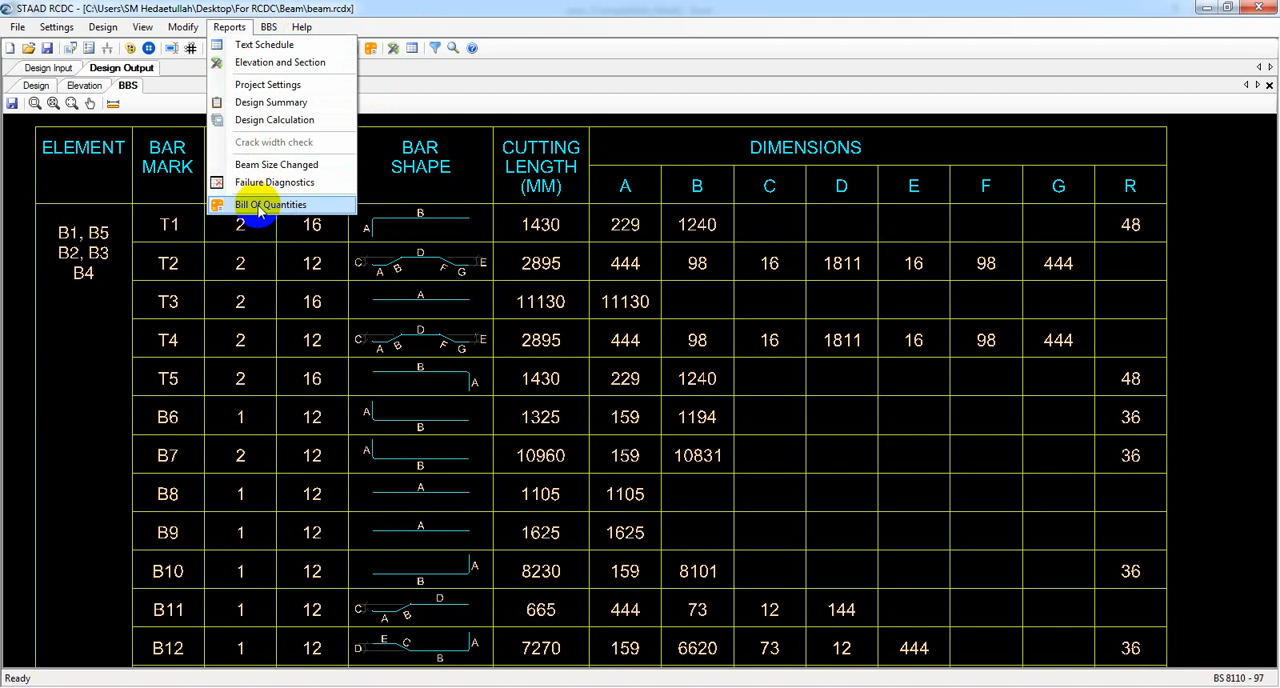 STAAD RCDC - [C:\Users\SM Hedaetullah\Desktop\For RCDC\Beam\beam.rcdx]
File Settings Design View Modify Reports BBS Help
Text Schedule
Elevation and Section
Project Settings
Design Summary
Design Calculation
Crack width check
Beam Size Changed
Failure Diagnostics
Bill Of Quantities
Design Input Design Output
Design Elevation BBS
ELEMENT BAR MARK BAR SHAPE CUTTING LENGTH (MM) DIMENSIONS
A B C D E F G R
B1, B5
B2, B3
B4
T1 2 16 A B 1430 229 1240 48
T2 2 12 C A B D F G E 2895 444 98 16 1811 16 98 444
T3 2 16 A 11130 11130
T4 2 12 C A B D F G E 2895 444 98 16 1811 16 98 444
T5 2 16 B A 1430 229 1240 48
B6 1 12 A B 1325 159 1194 36
B7 2 12 A B 10960 159 10831 36
B8 1 12 A 1105 1105
B9 1 12 A 1625 1625
B10 1 12 A B 8230 159 8101 36
B11 1 12 C A B D 665 444 73 12 144
B12 1 12 D E C B A 7270 159 6620 73 12 444 36
Ready BS 8110 - 97